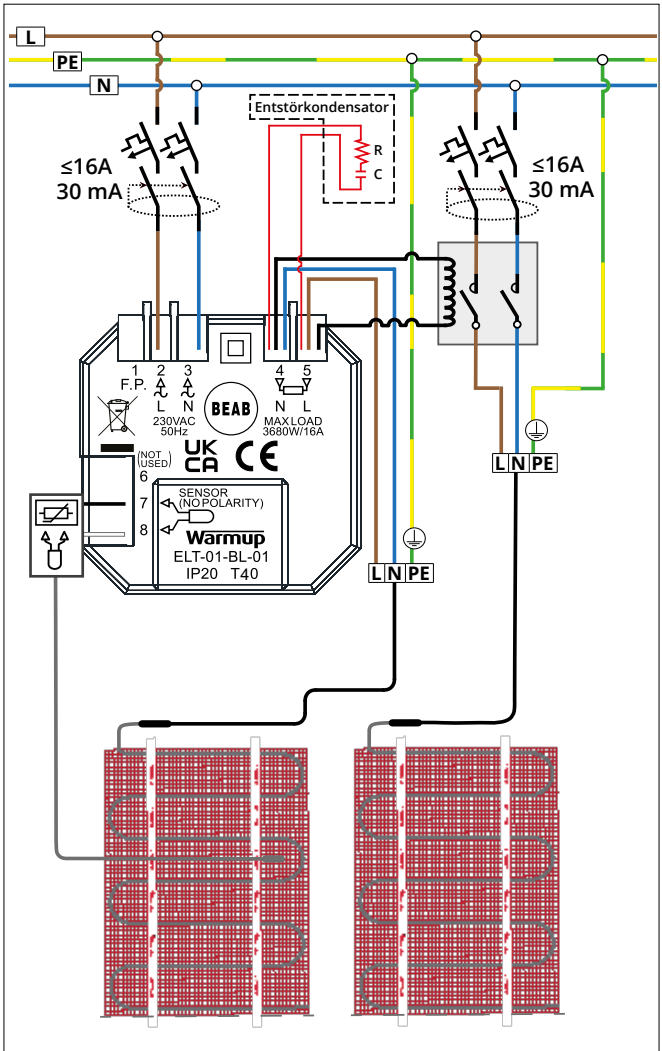 L
PE
N
Entstörkondensator
R
C
≤16A
30 mA
≤16A
30 mA
1 2 3
F.P.
L N
230VAC
50Hz
BEAB
4 5
N L
MAX LOAD
3680W/16A
UK
CA
CE
(NOT
USED)
6
7
8
SENSOR
(NO POLARITY)
Warmup
ELT-01-BL-01
IP20 T40
L N PE
L N PE